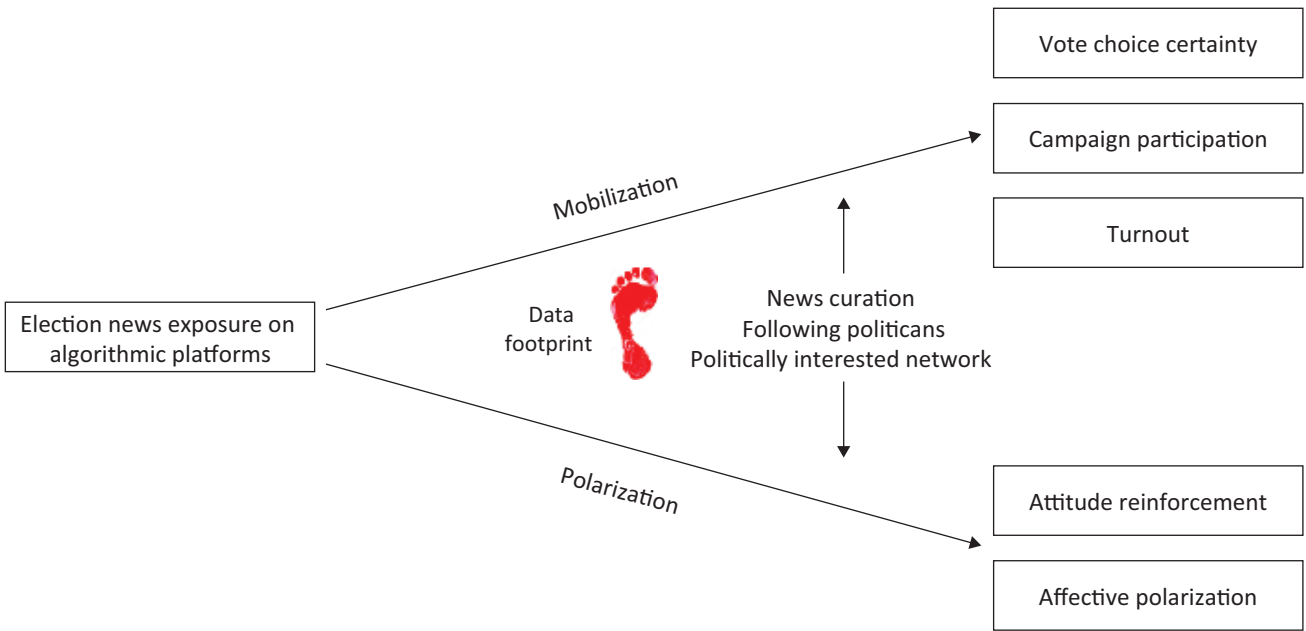 Vote choice certainty
Campaign participation
Mobilization
Turnout
Election news exposure on
algorithmic platforms
Data
footprint
News curation
Following politicans
Politically interested network
Polarization
Attitude reinforcement
Affective polarization